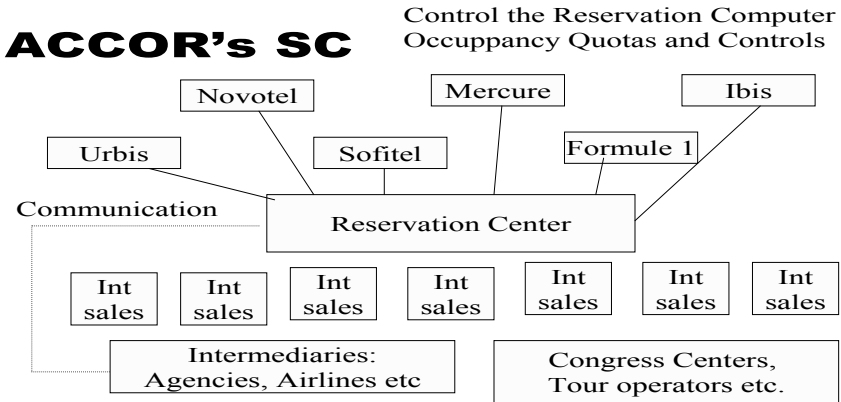 ACCOR's SC
Control the Reservation Computer
Occuppancy Quotas and Controls
Novotel
Mercure
Ibis
Urbis
Sofitel
Formule 1
Communication
Reservation Center
Int
sales
Int
sales
Int
sales
Int
sales
Int
sales
Int
sales
Int
sales
Intermediaries:
Agencies, Airlines etc
Congress Centers,
Tour operators etc.